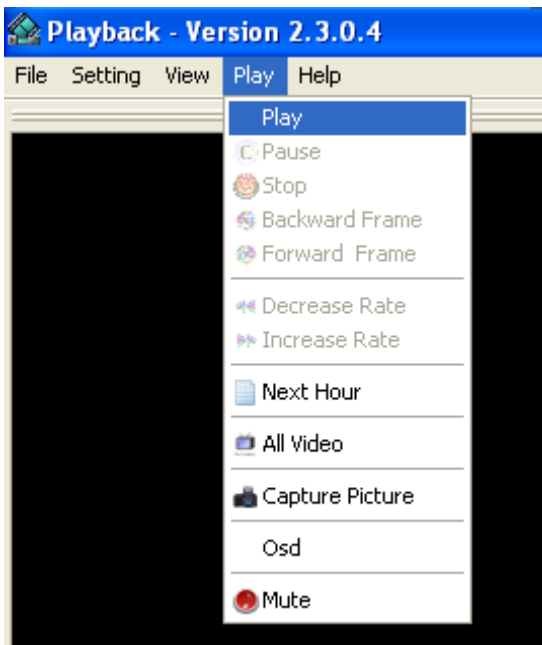 Playback - Version 2.3.0.4
File Setting View Play Help
Play
Pause
Stop
Backward Frame
Forward Frame
Decrease Rate
Increase Rate
Next Hour
All Video
Capture Picture
Osd
Mute